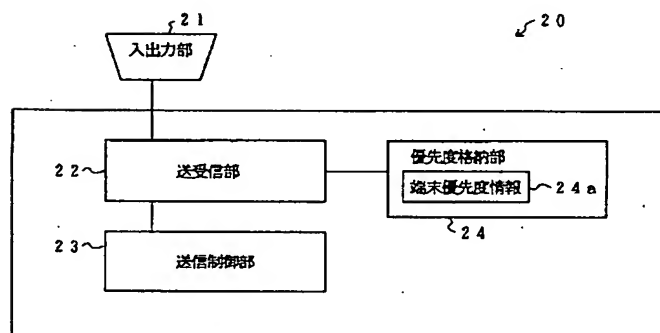 21
20
入出力部
22
送受信部
優先度格納部
端末優先度情報
24a
24
23
送信制御部